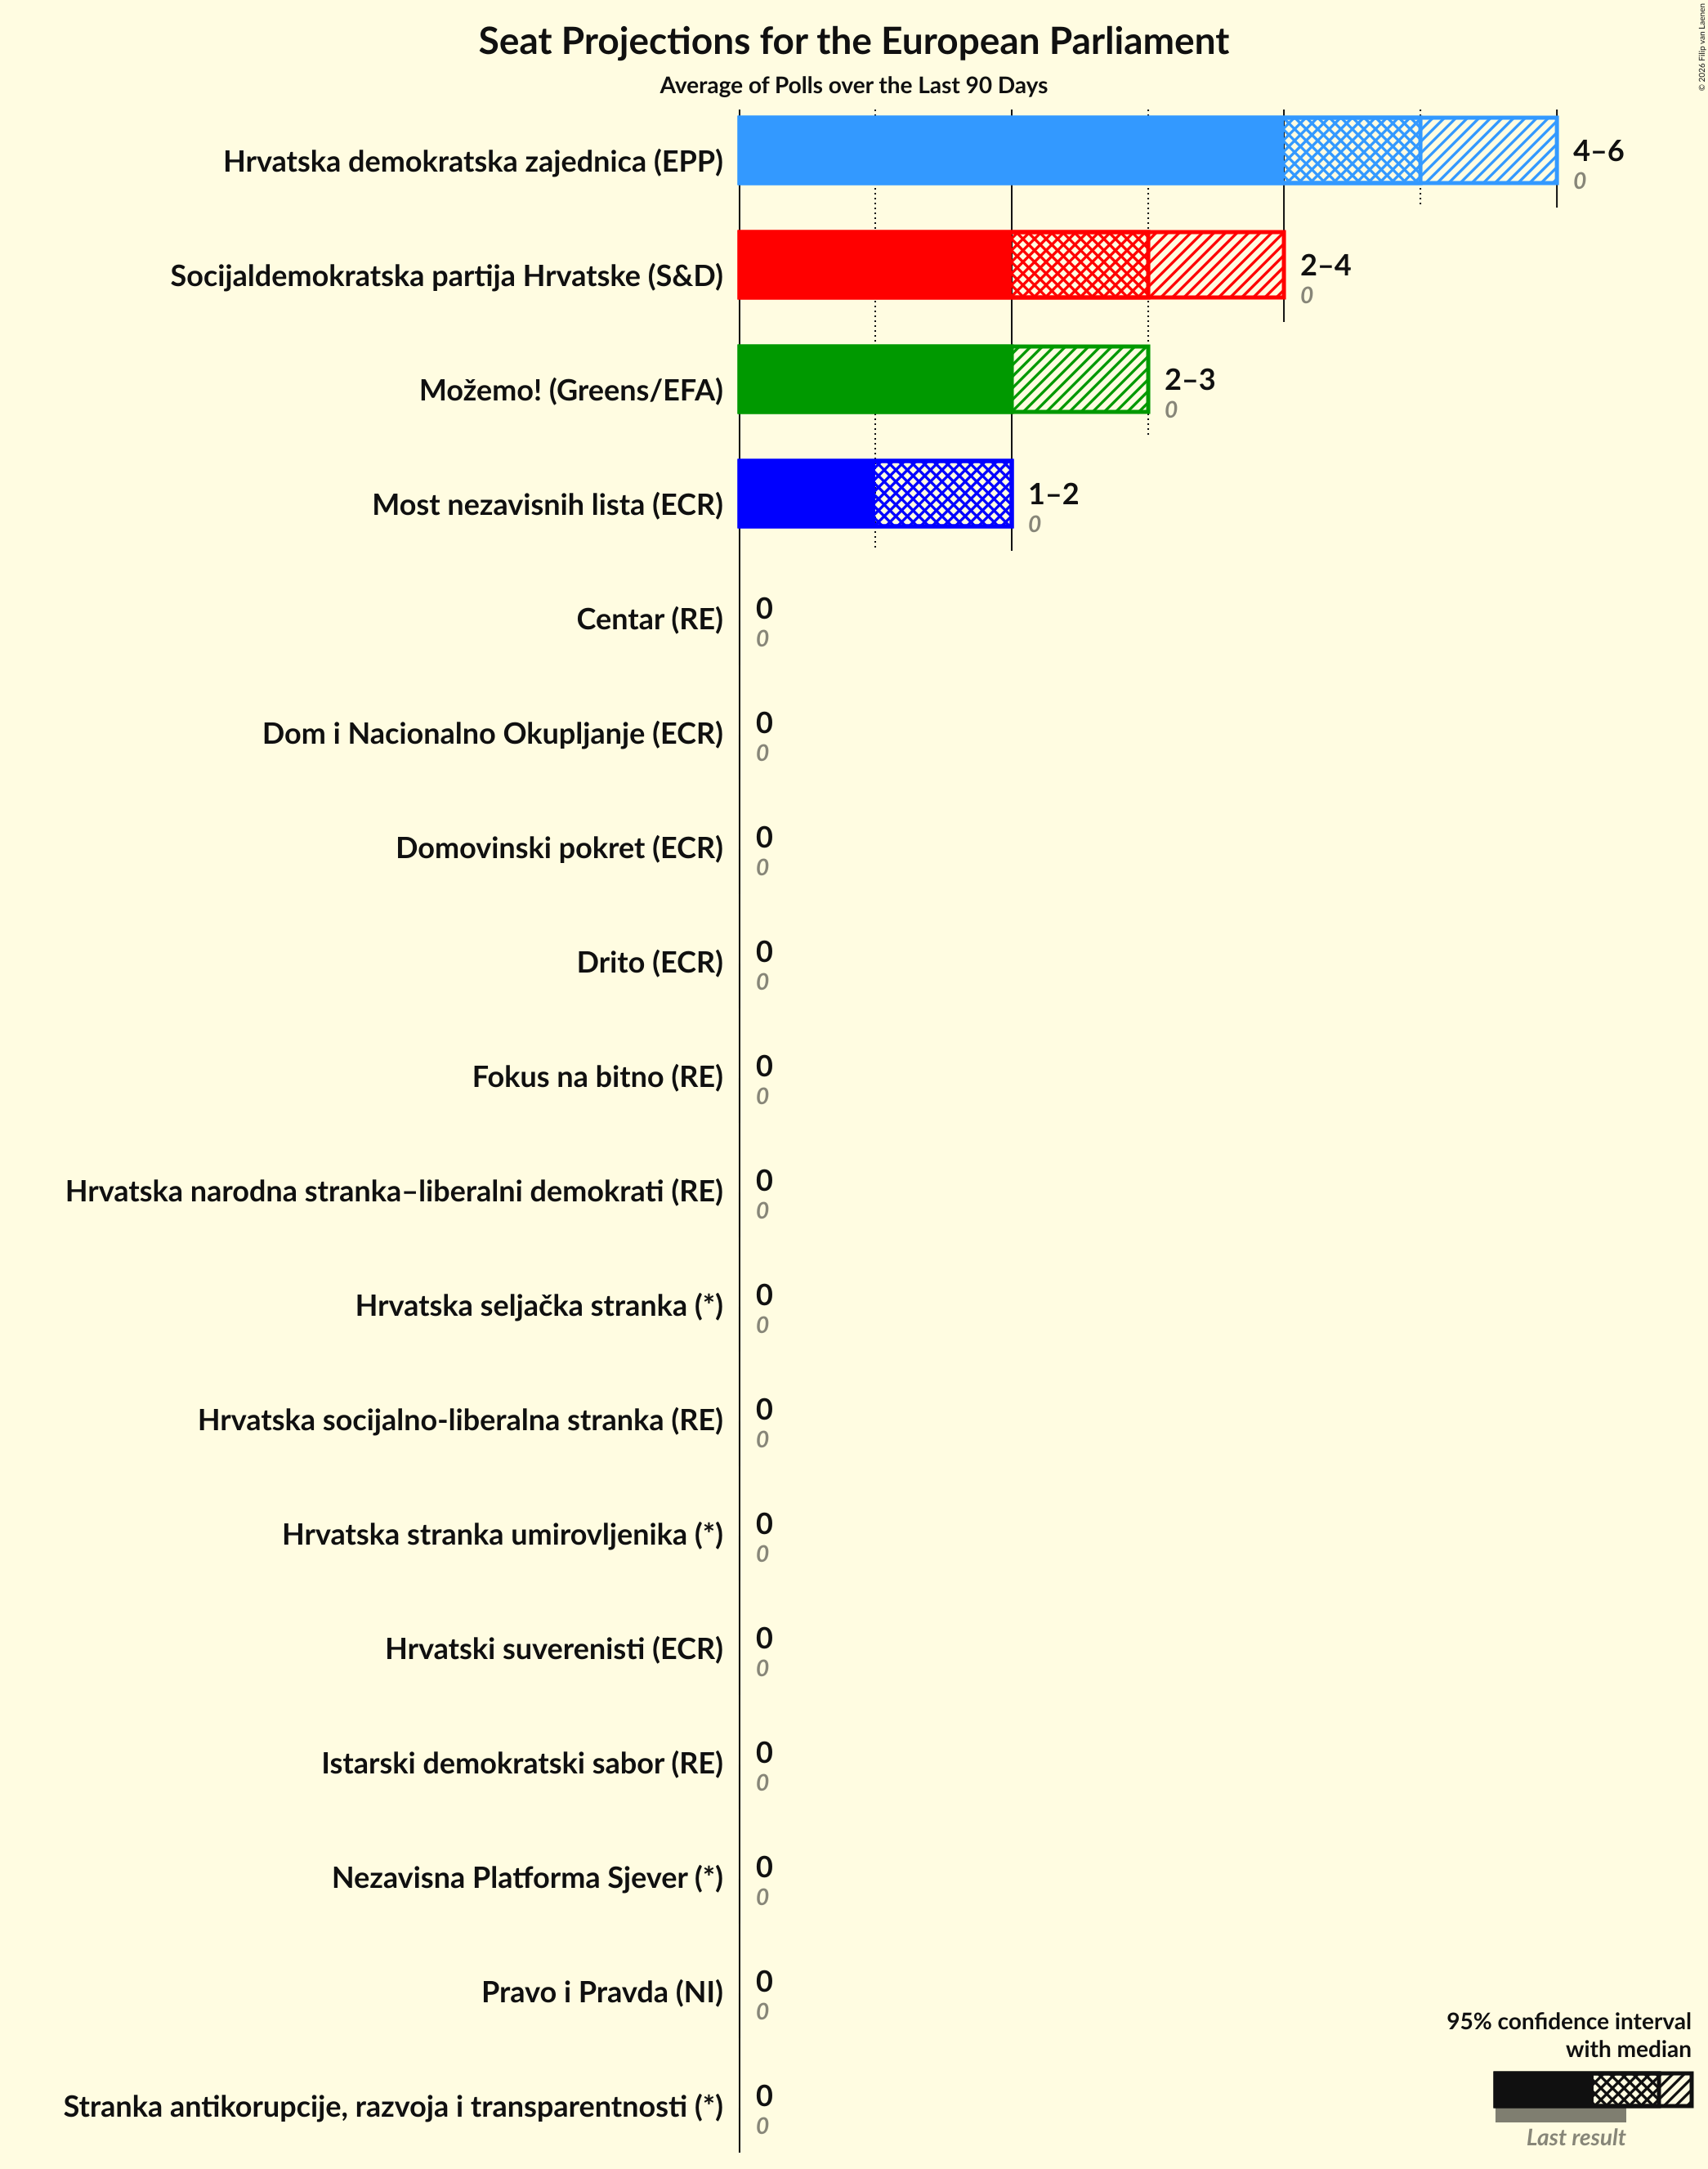 Seat Projections for the European Parliament
Average of Polls over the Last 90 Days
© 2026 Filip van Laenen
Hrvatska demokratska zajednica (EPP)
4–6
0
Socijaldemokratska partija Hrvatske (S&D)
2–4
0
Možemo! (Greens/EFA)
2–3
0
Most nezavisnih lista (ECR)
1–2
0
Centar (RE)
0
0
Dom i Nacionalno Okupljanje (ECR)
0
0
Domovinski pokret (ECR)
0
0
Drito (ECR)
0
0
Fokus na bitno (RE)
0
0
Hrvatska narodna stranka–liberalni demokrati (RE)
0
0
Hrvatska seljačka stranka (*)
0
0
Hrvatska socijalno-liberalna stranka (RE)
0
0
Hrvatska stranka umirovljenika (*)
0
0
Hrvatski suverenisti (ECR)
0
0
Istarski demokratski sabor (RE)
0
0
Nezavisna Platforma Sjever (*)
0
0
Pravo i Pravda (NI)
0
0
Stranka antikorupcije, razvoja i transparentnosti (*)
0
0
95% confidence interval
with median
Last result